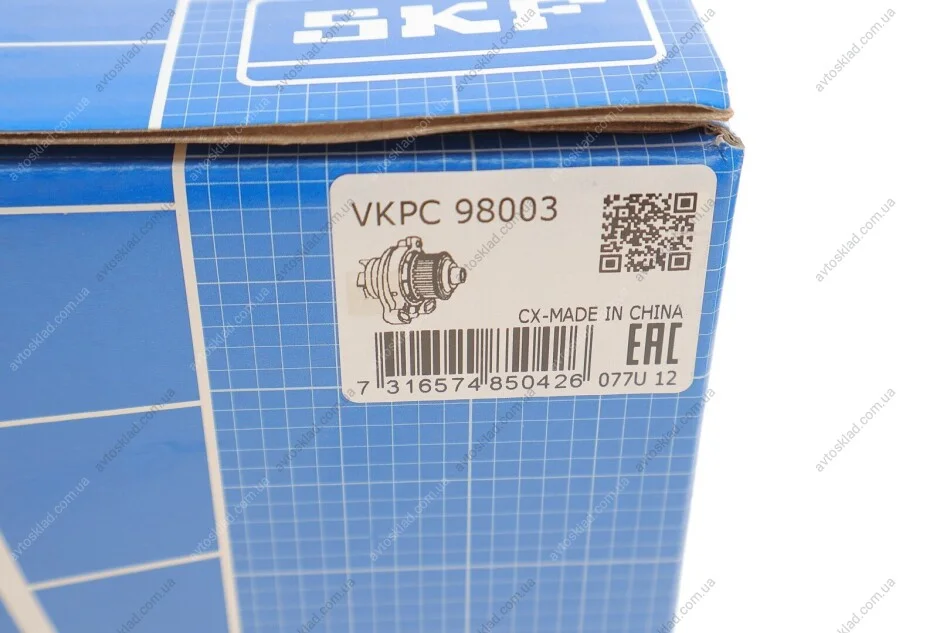 SKF
VKPC 98003
CX-MADE IN CHINA
EAC
7 316574 850426
077U 12
avtosklad.com.ua